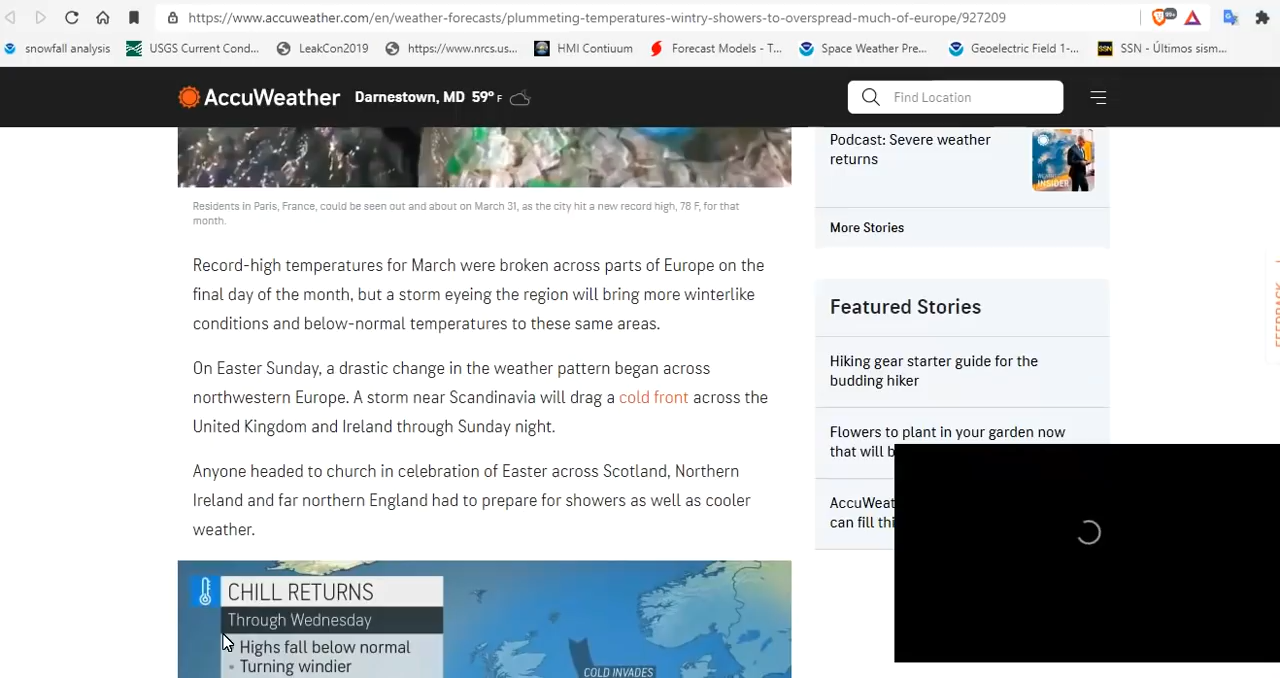 https://www.accuweather.com/en/weather-forecasts/plummeting-temperatures-wintry-showers-to-overspread-much-of-europe/927209
99+
snowfall analysis
USGS Current Cond...
LeakCon2019
https://www.nrcs.us...
HMI Contiuum
Forecast Models - T...
Space Weather Pre...
Geoelectric Field 1-...
SSN
SSN - Últimos sism...
AccuWeather
Darnestown, MD 59° F
Find Location
Podcast: Severe weather
returns
WEATHER
INSIDER
More Stories
Residents in Paris, France, could be seen out and about on March 31, as the city hit a new record high, 78 F, for that
month.
Record-high temperatures for March were broken across parts of Europe on the
final day of the month, but a storm eyeing the region will bring more winterlike
conditions and below-normal temperatures to these same areas.
On Easter Sunday, a drastic change in the weather pattern began across
northwestern Europe. A storm near Scandinavia will drag a cold front across the
United Kingdom and Ireland through Sunday night.
Anyone headed to church in celebration of Easter across Scotland, Northern
Ireland and far northern England had to prepare for showers as well as cooler
weather.
Featured Stories
Hiking gear starter guide for the
budding hiker
Flowers to plant in your garden now
that will b
AccuWeat
can fill thi
FEEDBACK
CHILL RETURNS
Through Wednesday
Highs fall below normal
Turning windier
COLD INVADES